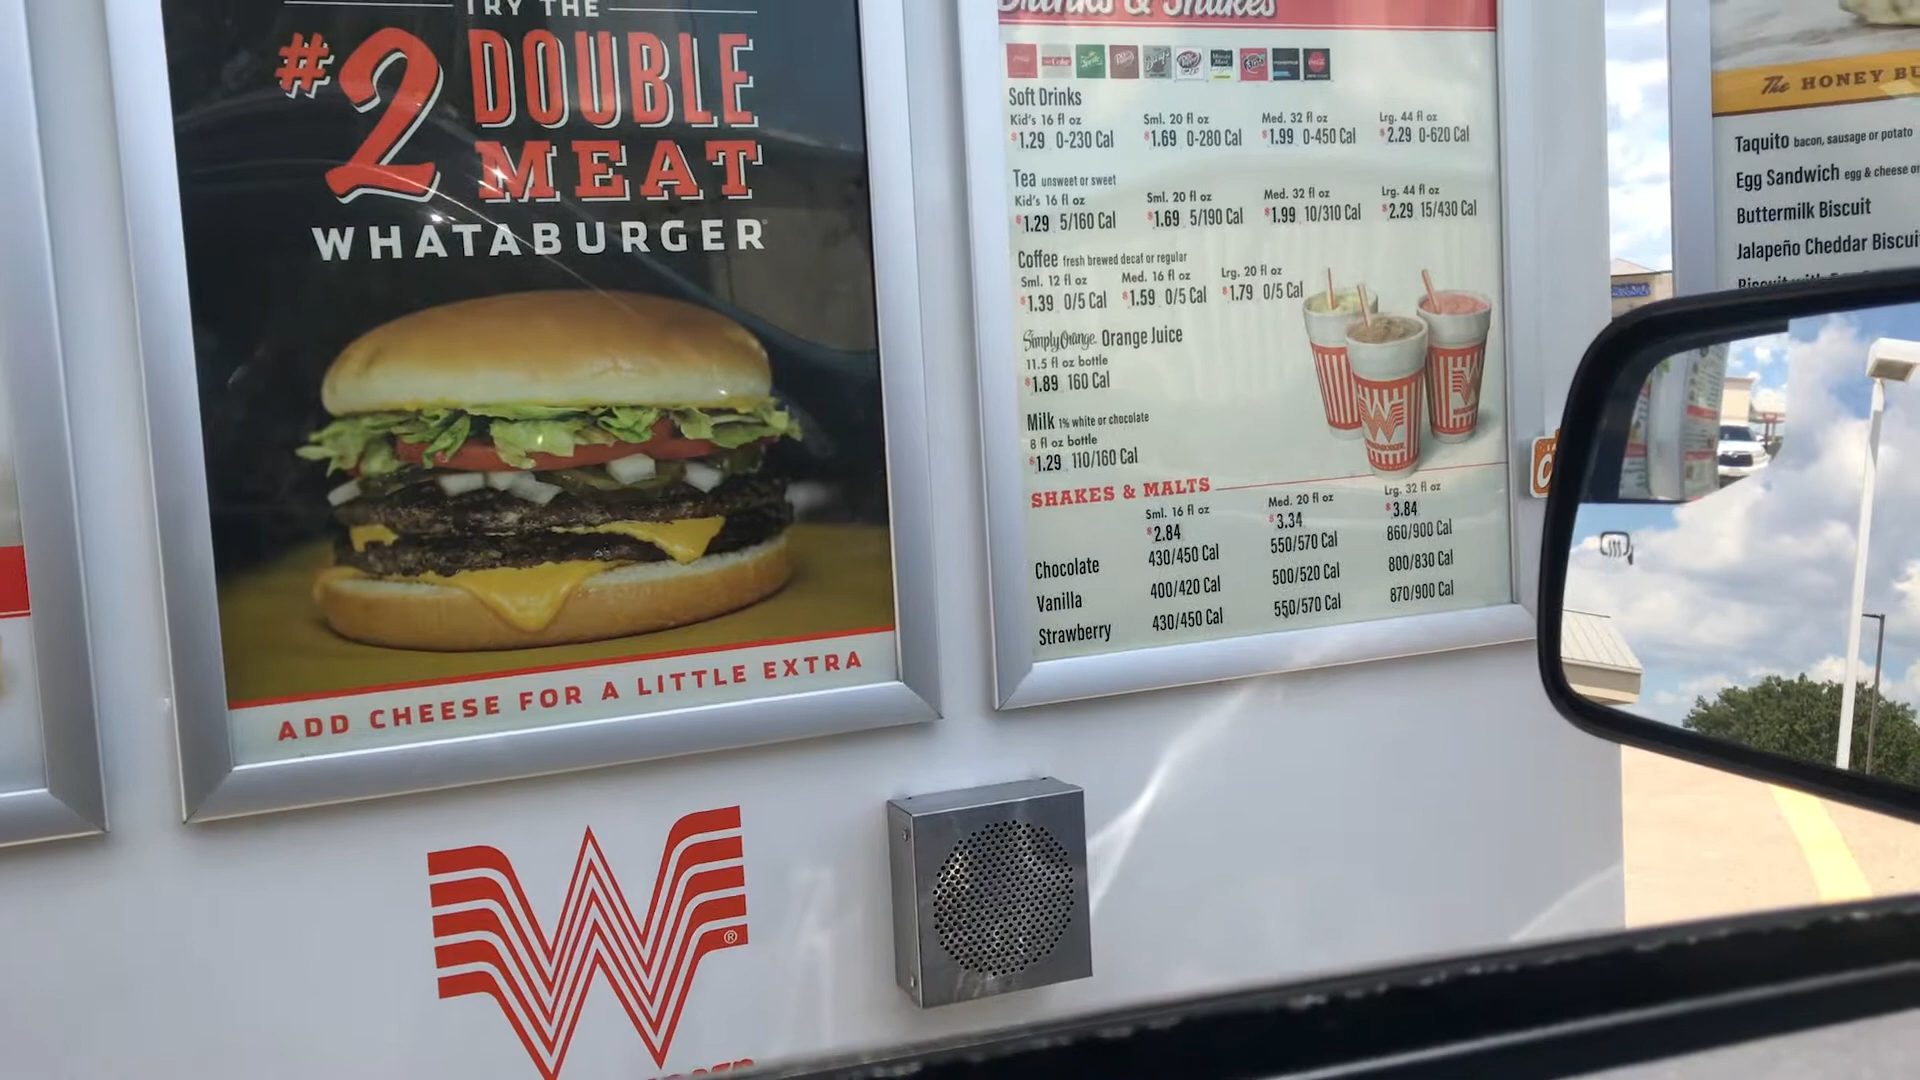 TRY THE
#2 DOUBLE
MEAT
WHATABURGER
ADD CHEESE FOR A LITTLE EXTRA
W
®
Drinks & Shakes
Soft Drinks
Kid's 16 fl oz Sml. 20 fl oz Med. 32 fl oz Lrg. 44 fl oz
$1.29 0-230 Cal $1.69 0-280 Cal $1.99 0-450 Cal $2.29 0-620 Cal
Tea unsweet or sweet
Kid's 16 fl oz Sml. 20 fl oz Med. 32 fl oz Lrg. 44 fl oz
$1.29 5/160 Cal $1.69 5/190 Cal $1.99 10/310 Cal $2.29 15/430 Cal
Coffee fresh brewed decaf or regular
Sml. 12 fl oz Med. 16 fl oz Lrg. 20 fl oz
$1.39 0/5 Cal $1.59 0/5 Cal $1.79 0/5 Cal
Simply Orange Orange Juice
11.5 fl oz bottle
$1.89 160 Cal
Milk 1% white or chocolate
8 fl oz bottle
$1.29 110/160 Cal
SHAKES & MALTS
Sml. 16 fl oz Med. 20 fl oz Lrg. 32 fl oz
$2.84 $3.34 $3.84
Chocolate 430/450 Cal 550/570 Cal 860/900 Cal
Vanilla 400/420 Cal 500/520 Cal 800/830 Cal
Strawberry 430/450 Cal 550/570 Cal 870/900 Cal
The HONEY BU
Taquito bacon, sausage or potato
Egg Sandwich egg & cheese or
Buttermilk Biscuit
Jalapeño Cheddar Biscui